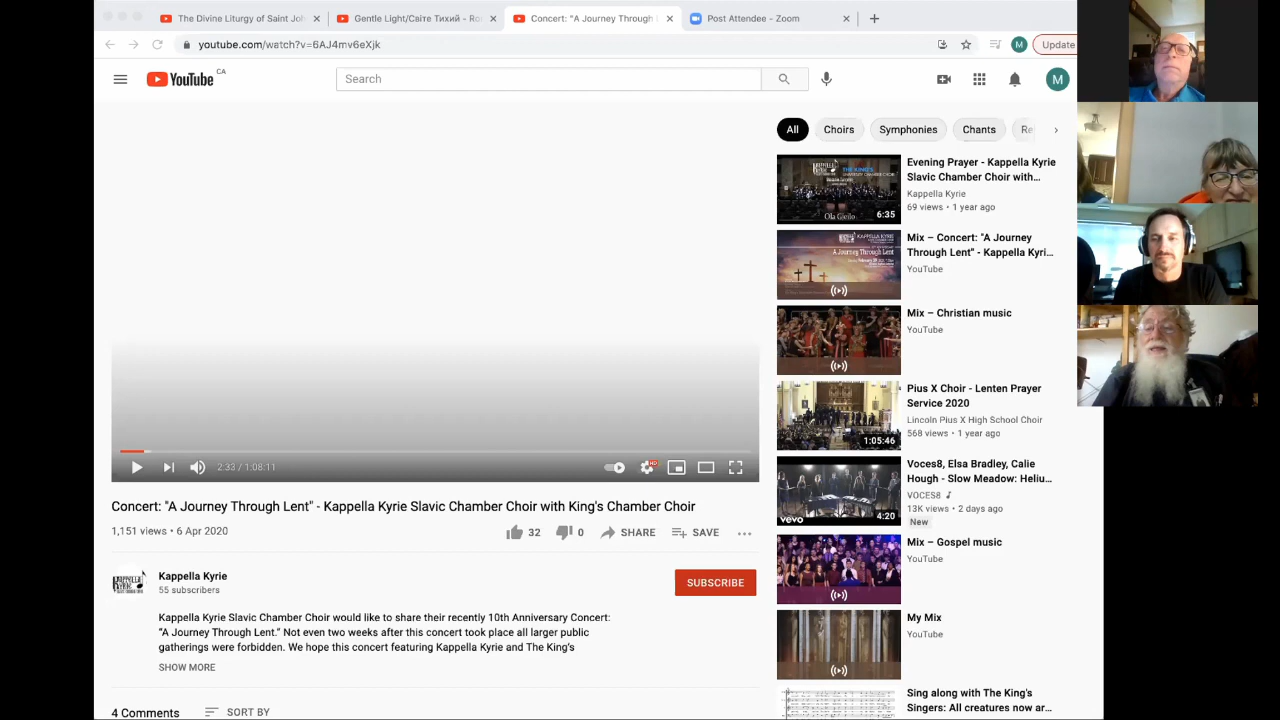 The Divine Liturgy of Saint Joh
Gentle Light/Світе Тихий - Ro
Concert: "A Journey Through
Post Attendee - Zoom
youtube.com/watch?v=6AJ4mv6eXjk
M
Update
YouTube CA
Search
M
All
Choirs
Symphonies
Chants
Re
Evening Prayer - Kappella Kyrie
Slavic Chamber Choir with…
Kappella Kyrie
69 views • 1 year ago
Ola Gjeilo
6:35
KAPPELLA KYRIE
A Journey Through Lent
Mix – Concert: "A Journey
Through Lent" - Kappella Kyri…
YouTube
Mix – Christian music
YouTube
Pius X Choir - Lenten Prayer
Service 2020
Lincoln Pius X High School Choir
568 views • 1 year ago
1:05:46
Voces8, Elsa Bradley, Calie
Hough - Slow Meadow: Heliu…
VOCES8
13K views • 2 days ago
New
vevo
4:20
Mix – Gospel music
YouTube
My Mix
YouTube
Sing along with The King's
Singers: All creatures now ar…
2:33 / 1:08:11
HD
Concert: "A Journey Through Lent" - Kappella Kyrie Slavic Chamber Choir with King's Chamber Choir
1,151 views • 6 Apr 2020
32
0
SHARE
SAVE
Kappella Kyrie
55 subscribers
SUBSCRIBE
Kappella Kyrie Slavic Chamber Choir would like to share their recently 10th Anniversary Concert:
"A Journey Through Lent." Not even two weeks after this concert took place all larger public
gatherings were forbidden. We hope this concert featuring Kappella Kyrie and The King's
SHOW MORE
4 Comments
SORT BY